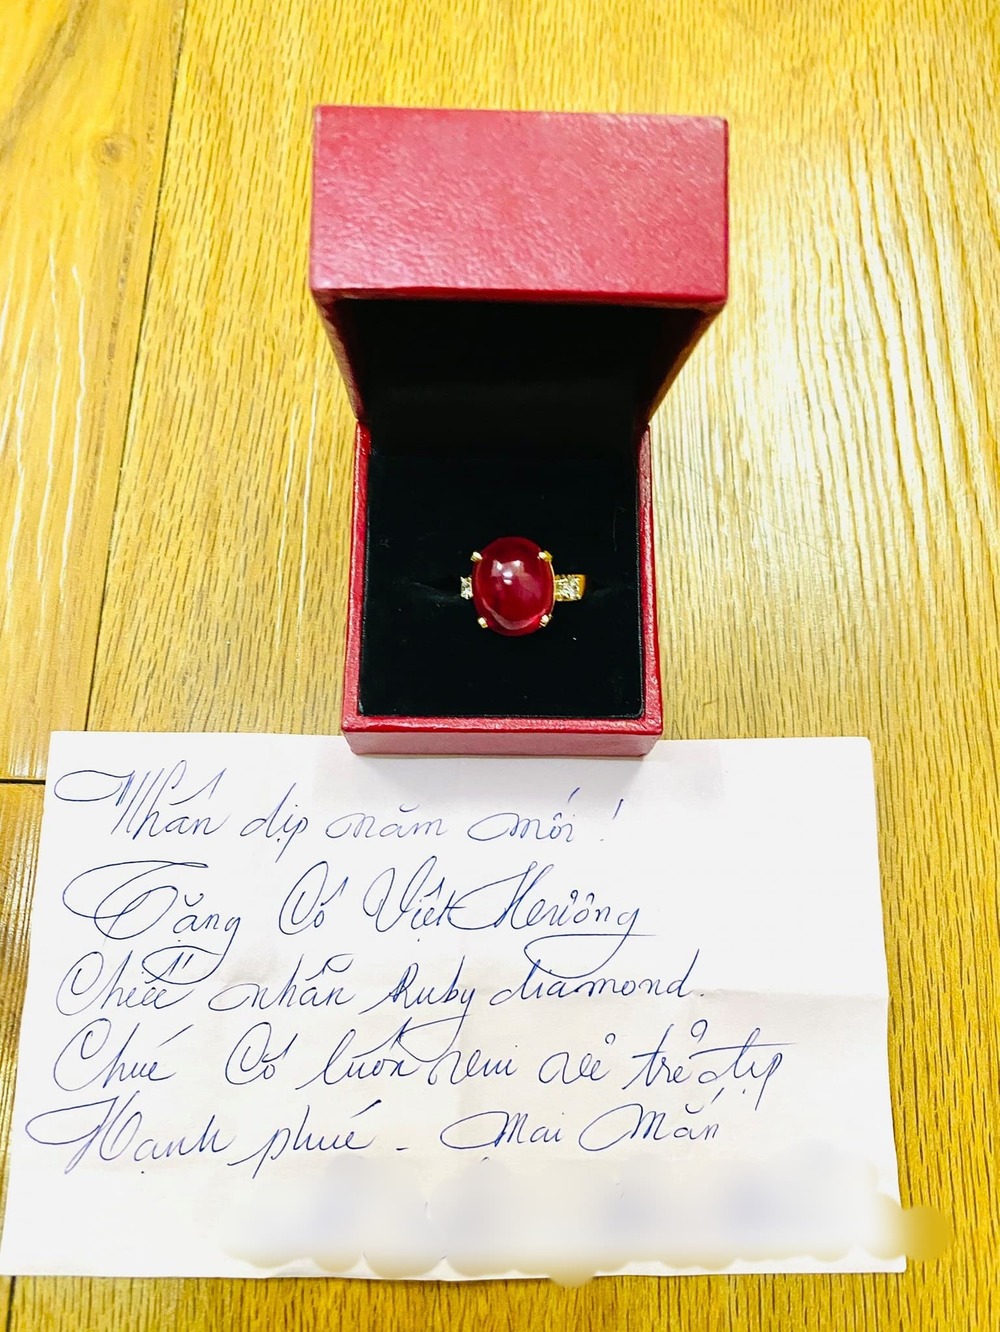 Nhân dịp năm mới !
Tặng Cô Việt Hương
Chiếc nhẫn Ruby diamond.
Chúc Cô luôn vui vẻ trẻ đẹp
Hạnh phúc - May Mắn